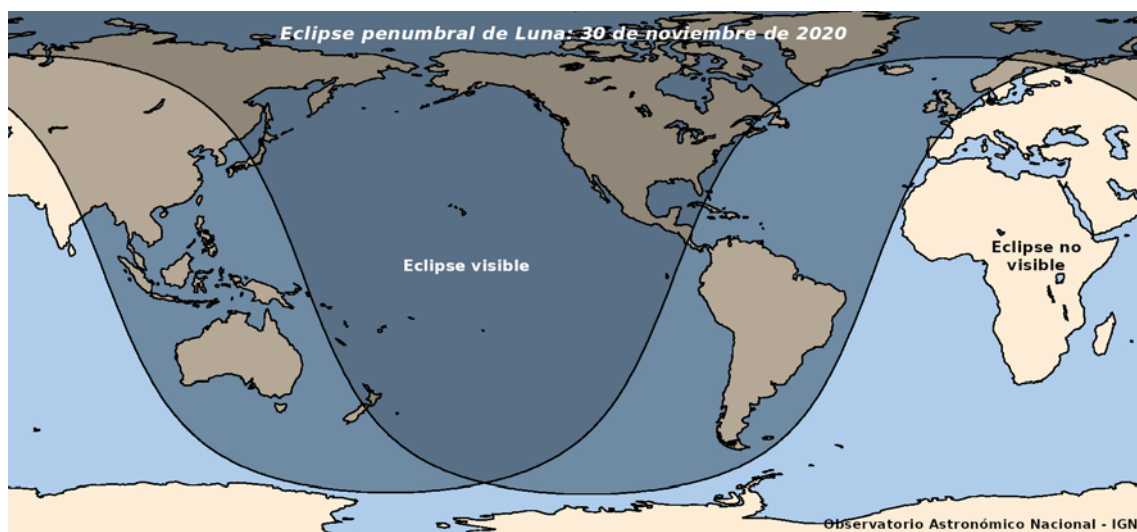 Eclipse penumbral de Luna: 30 de noviembre de 2020
Eclipse no
visible
Eclipse visible
Observatorio Astronómico Nacional - IGN